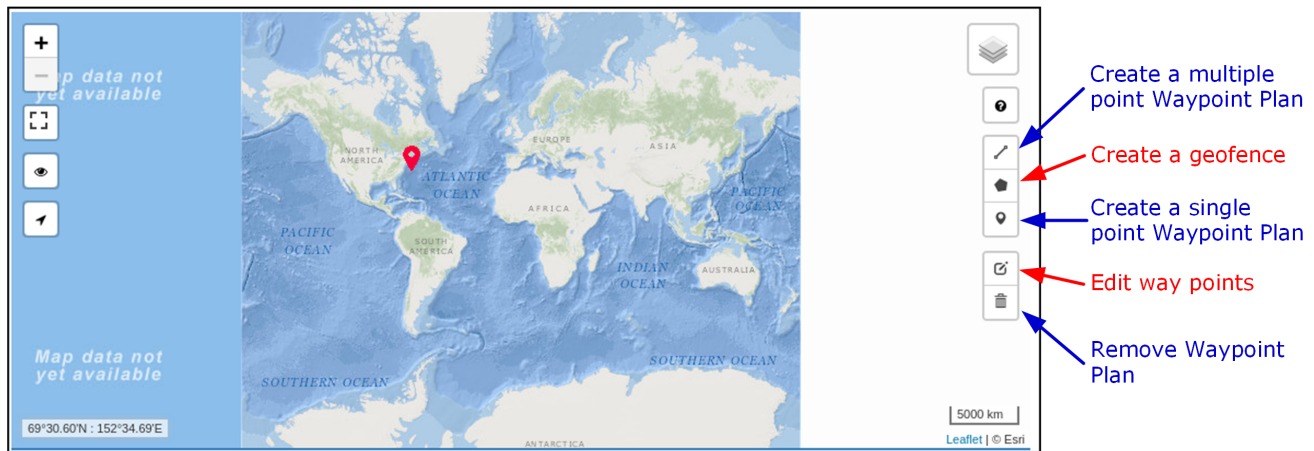 Map data not
yet available
Create a multiple
point Waypoint Plan
NORTH
AMERICA
EUROPE
ASIA
Create a geofence
ATLANTIC
OCEAN
PACIFIC
OCEAN
AFRICA
Create a single
point Waypoint Plan
PACIFIC
OCEAN
SOUTH
AMERICA
INDIAN
OCEAN
AUSTRALIA
Edit way points
Map data not
yet available
SOUTHERN OCEAN
SOUTHERN OCEAN
Remove Waypoint
Plan
69°30.60'N : 152°34.69'E
5000 km
ANTARCTICA
Leaflet | © Esri